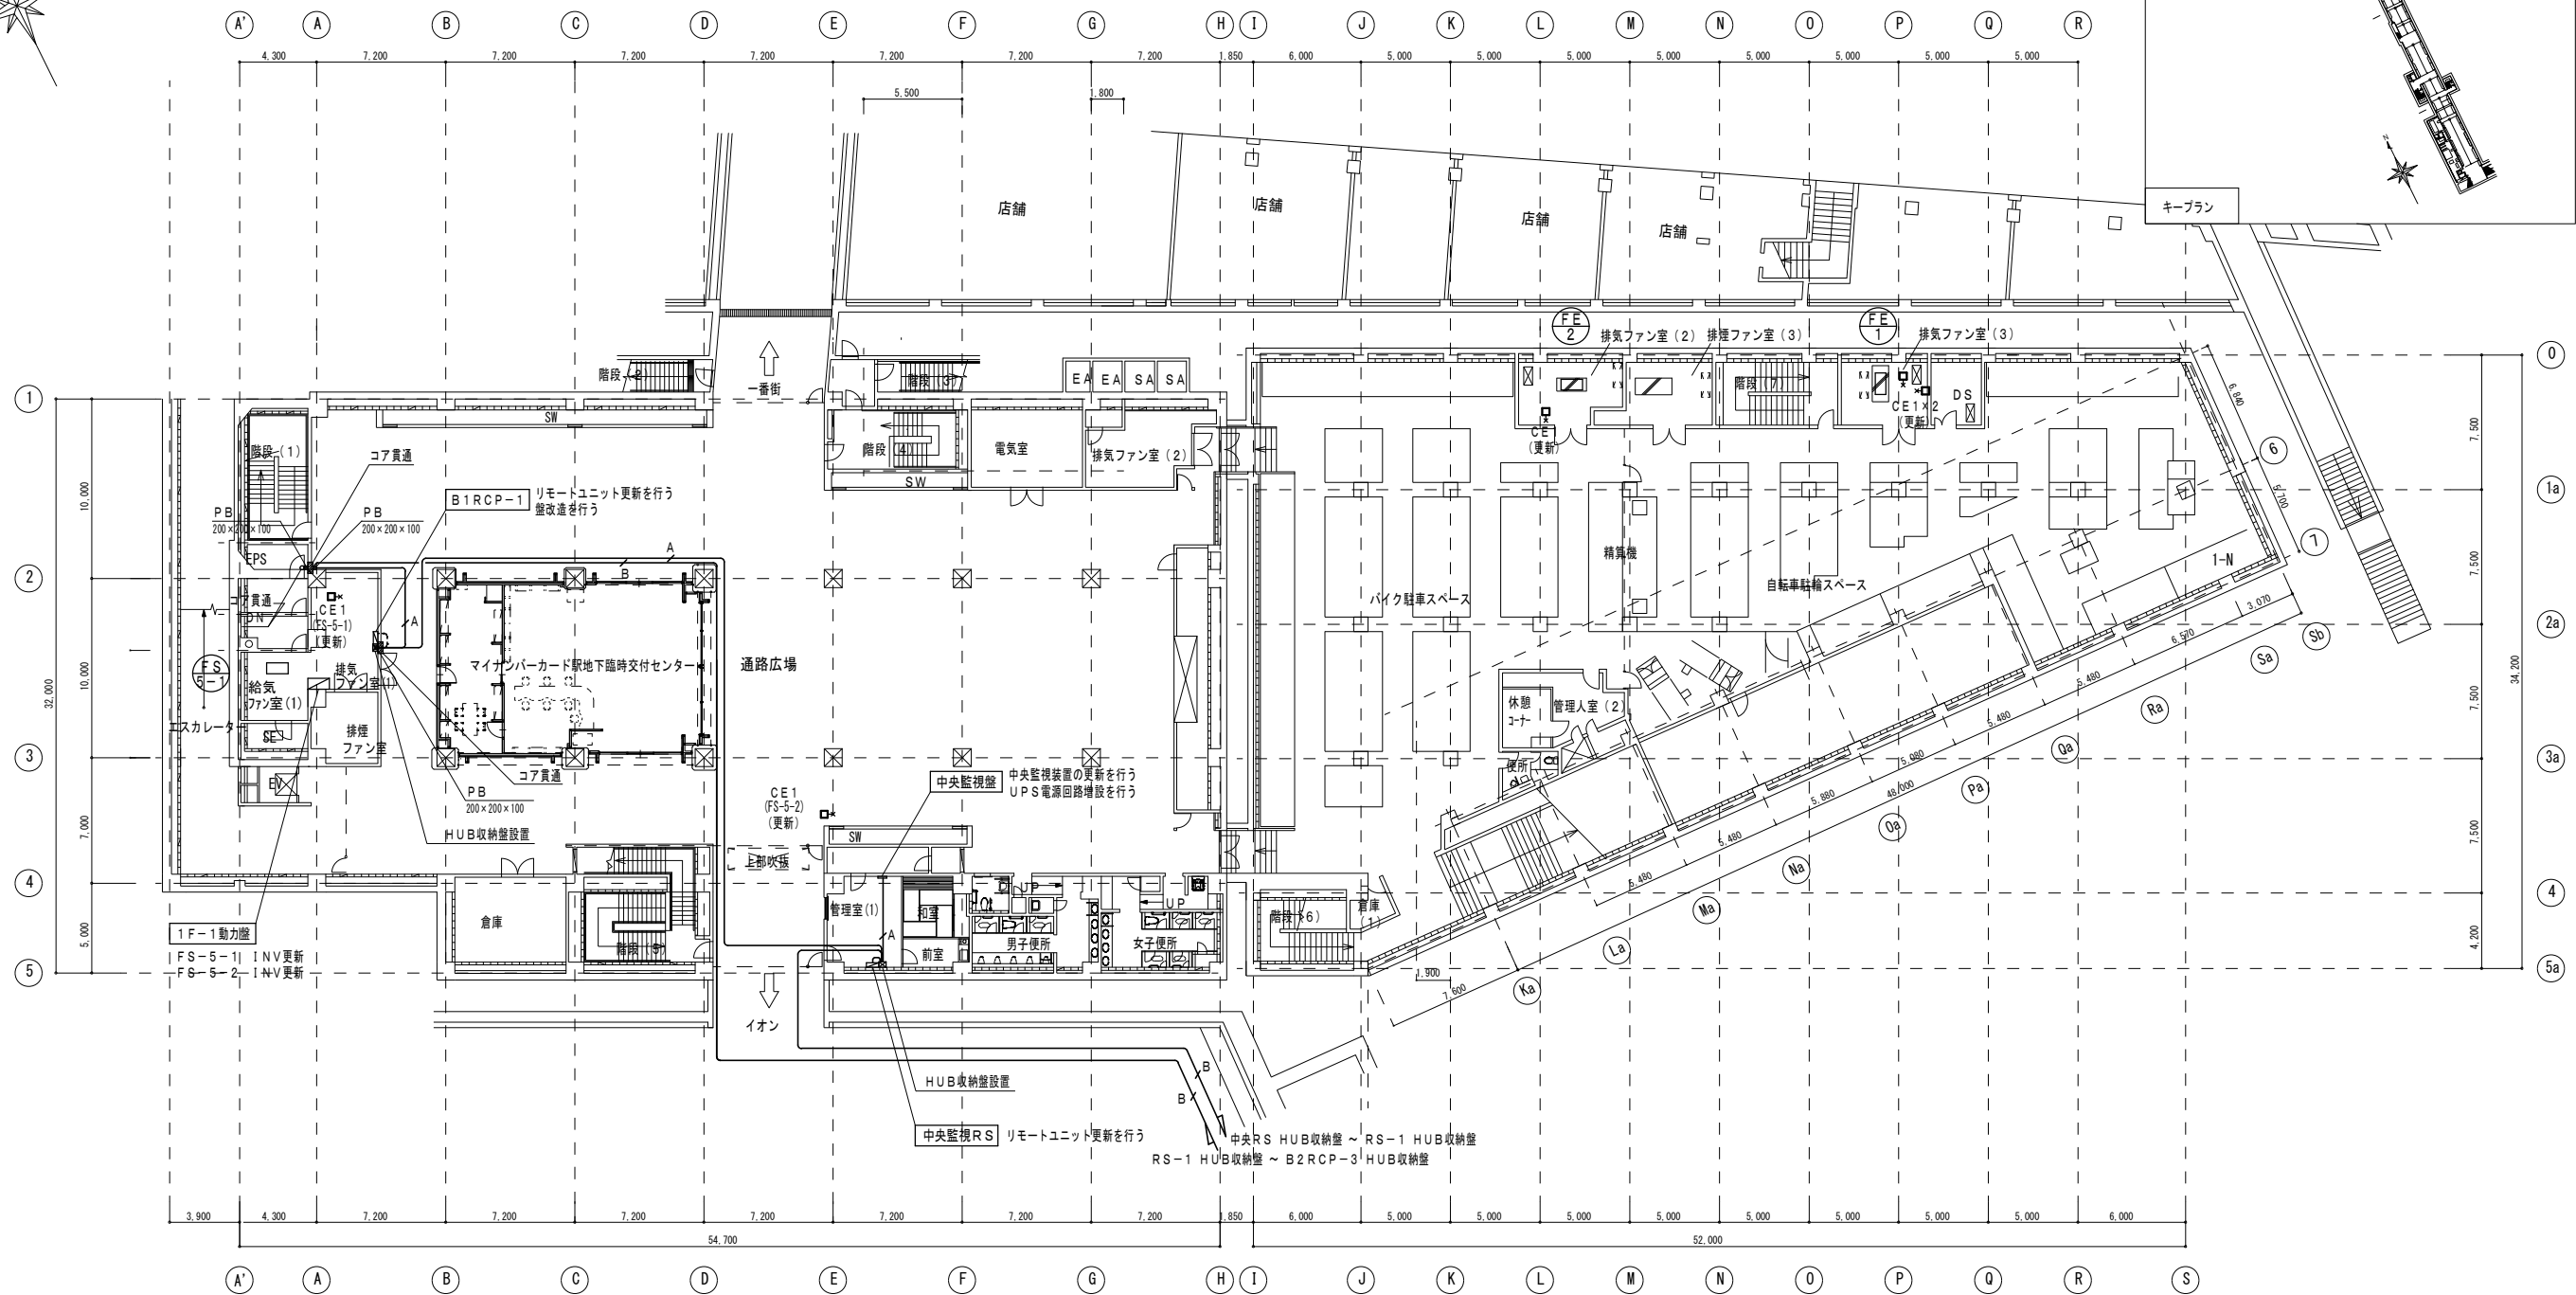 A' A B C D E F G H I J K L M N O P Q R
4,300 7,200 7,200 7,200 7,200 7,200 7,200 7,200 1,850 6,000 5,000 5,000 5,000 5,000 5,000 5,000 5,000 5,000
5,500 1,800
キープラン
N
店舗
店舗
店舗
店舗
FE 2
排気ファン室(2)
排煙ファン室(3)
FE 1
排気ファン室(3)
0
1
階段(2)
一番街
階段(3)
EA EA SA SA
階段(7)
CE1×2
(更新)
DS
6,840
SW
階段(1)
コア貫通
階段(4)
SW
電気室
排気ファン室(2)
CE1
(更新)
6
5,700
7,500
10,000
B1RCP-1
リモートユニット更新を行う
盤改造を行う
1a
PB
200×200×100
PB
200×200×100
A
B
EPS
精算機
7
1-N
7,500
2
コア貫通
DN
CE1
(FS-5-1)
(更新)
A
バイク駐車スペース
自転車駐輪スペース
3,070
2a
Sb
6,570
Sa
FS 5-1
給気
ファン室(1)
排気
ファン室(1)
マイナンバーカード駅地下臨時交付センター
通路広場
5,480
34,200
32,000
10,000
休憩
コーナー
管理人室(2)
7,500
Ra
エスカレーター
SE
排煙
ファン室
5,480
Qa
3
コア貫通
便所
5,080
3a
EV
PB
200×200×100
中央監視盤
中央監視装置の更新を行う
UPS電源回路増設を行う
CE1
(FS-5-2)
(更新)
48,000
Pa
5,880
7,000
HUB収納盤設置
SW
Oa
5,480
7,500
上部吹抜
Na
4
UP
UP
5,480
4
倉庫
階段(5)
管理室(1)
和室
A
前室
男子便所
女子便所
階段(6)
倉庫
(1)
Ma
1F-1動力盤
FS-5-1 INV更新
FS-5-2 INV更新
5,000
4,200
La
5
1,900
5a
7,600
Ka
イオン
HUB収納盤設置
B
B
中央監視RS
リモートユニット更新を行う
中央RS HUB収納盤 ~ RS-1 HUB収納盤
RS-1 HUB収納盤 ~ B2RCP-3 HUB収納盤
3,900 4,300 7,200 7,200 7,200 7,200 7,200 7,200 7,200 1,850 6,000 5,000 5,000 5,000 5,000 5,000 5,000 5,000 5,000 6,000
54,700 52,000
A' A B C D E F G H I J K L M N O P Q R S